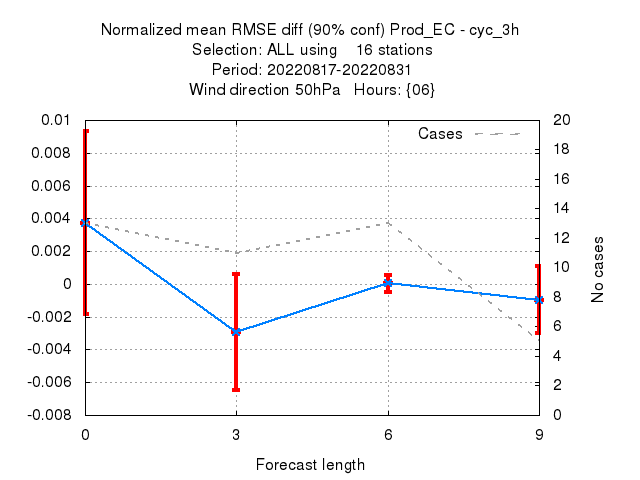 Normalized mean RMSE diff (90% conf) Prod_EC - cyc_3h
Selection: ALL using    16 stations
Period: 20220817-20220831
Wind direction 50hPa   Hours: {06}
Cases
0.01
0.008
0.006
0.004
0.002
0
-0.002
-0.004
-0.006
-0.008
20
18
16
14
12
10
8
6
4
2
0
No cases
0 3 6 9
Forecast length